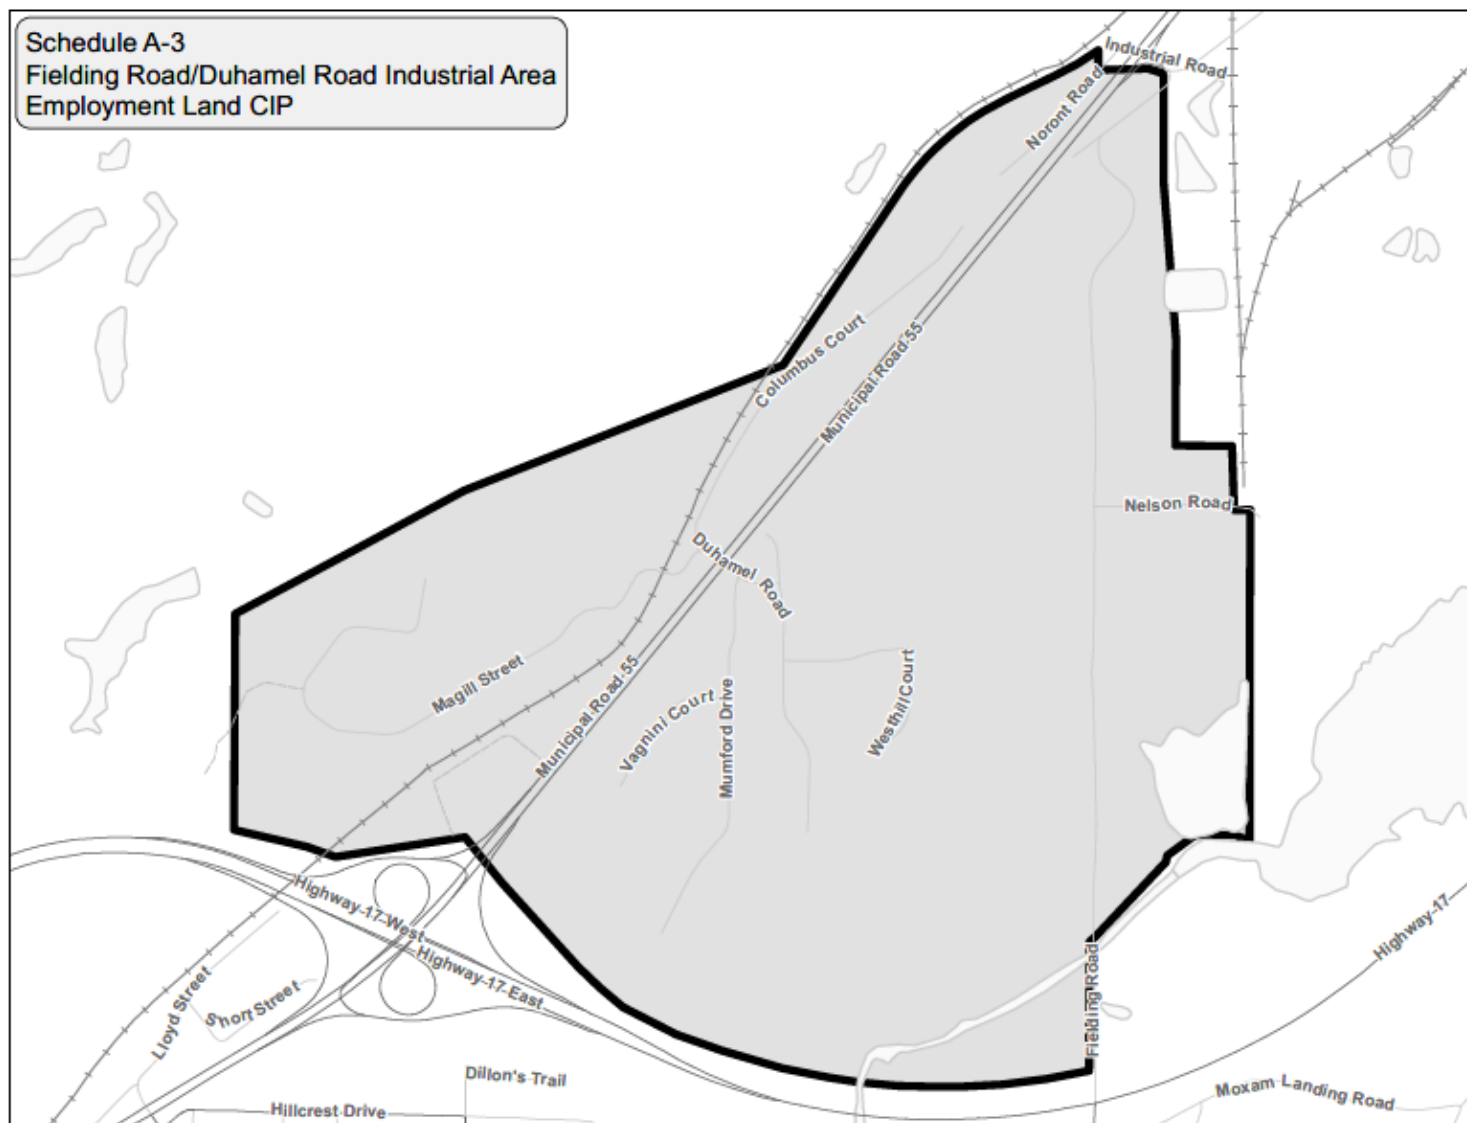 Schedule A-3
Fielding Road/Duhamel Road Industrial Area
Employment Land CIP
Industrial Road
Noront Road
Columbus Court
Municipal Road 55
Nelson Road
Duhamel Road
Magill Street
Municipal Road 55
Vagnini Court
Mumford Drive
Westhill Court
Highway 17 West
Highway 17 East
Highway 17
Lloyd Street
Short Street
Fielding Road
Dillon's Trail
Hillcrest Drive
Moxam Landing Road